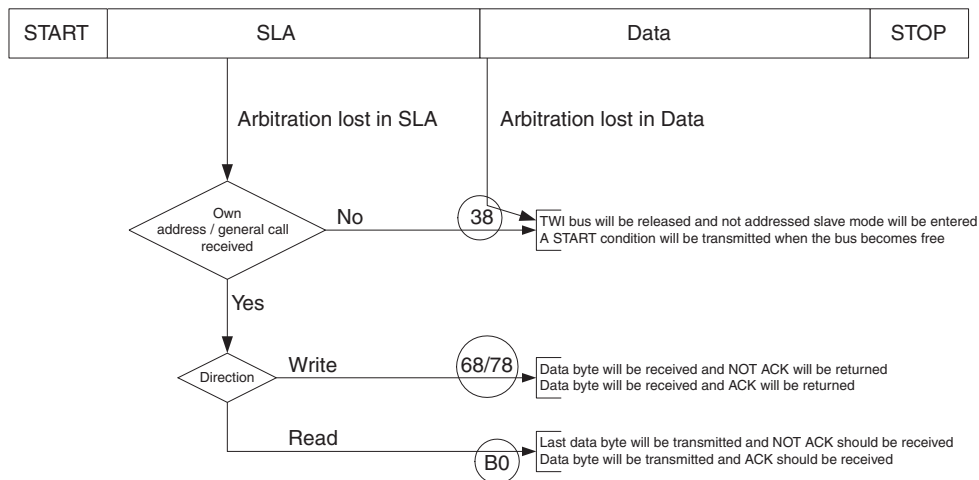 START SLA Data STOP
Arbitration lost in SLA Arbitration lost in Data
Own
address / general call
received
No
38
TWI bus will be released and not addressed slave mode will be entered
A START condition will be transmitted when the bus becomes free
Yes
Direction
Write
68/78
Data byte will be received and NOT ACK will be returned
Data byte will be received and ACK will be returned
Read
B0
Last data byte will be transmitted and NOT ACK should be received
Data byte will be transmitted and ACK should be received